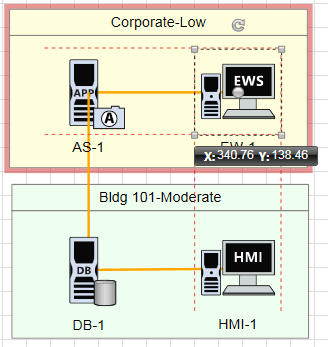 Corporate-Low
APP
A
EWS
AS-1
X: 340.76 Y: 138.46
Bldg 101-Moderate
DB
HMI
DB-1
HMI-1